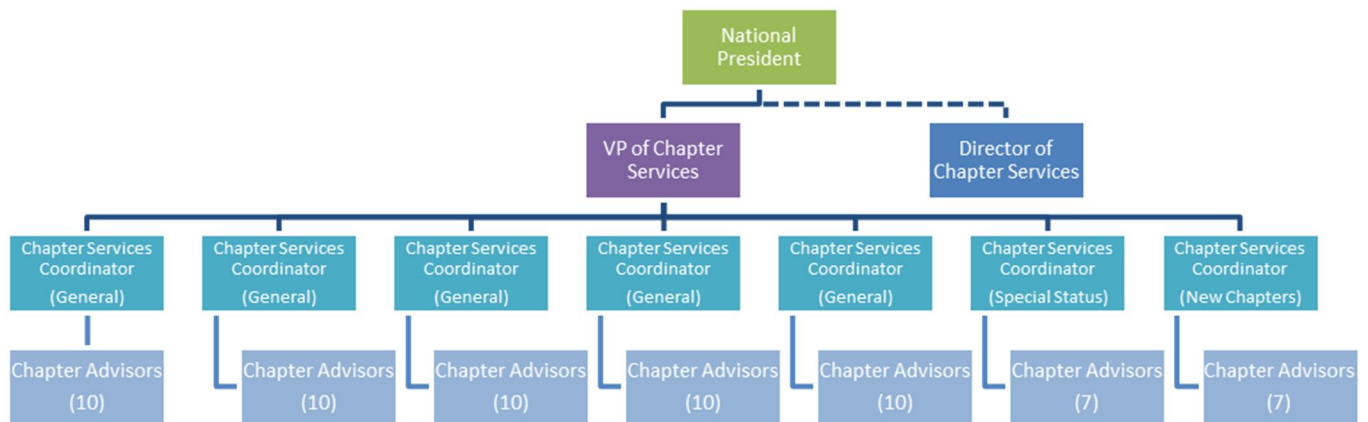 National
President
VP of Chapter
Services
Director of
Chapter Services
Chapter Services
Coordinator
(General)
Chapter Services
Coordinator
(General)
Chapter Services
Coordinator
(General)
Chapter Services
Coordinator
(General)
Chapter Services
Coordinator
(General)
Chapter Services
Coordinator
(Special Status)
Chapter Services
Coordinator
(New Chapters)
Chapter Advisors
(10)
Chapter Advisors
(10)
Chapter Advisors
(10)
Chapter Advisors
(10)
Chapter Advisors
(10)
Chapter Advisors
(7)
Chapter Advisors
(7)